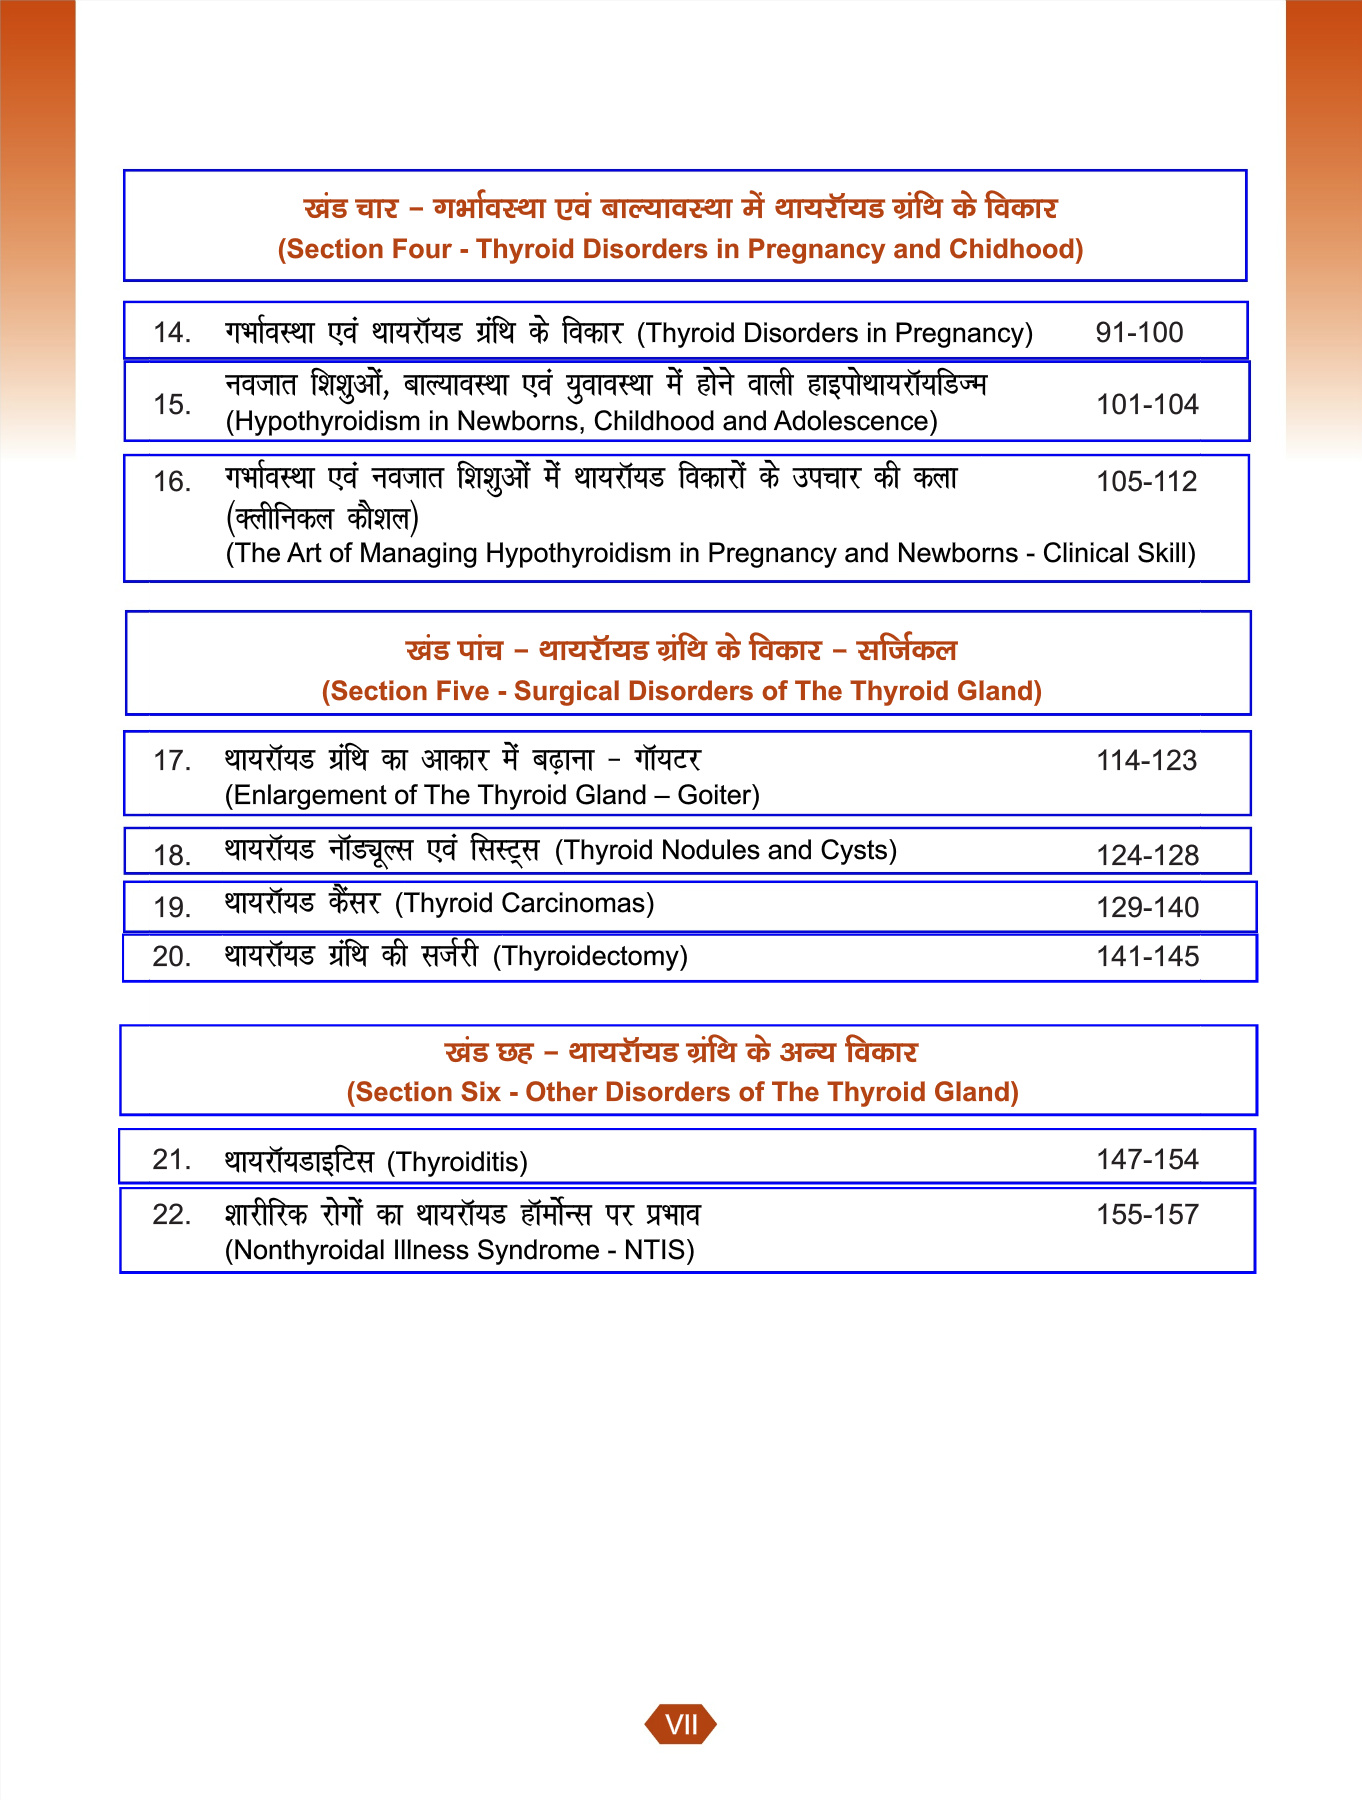 खंड चार – गर्भावस्था एवं बाल्यावस्था में थायरॉयड ग्रंथि के विकार
(Section Four - Thyroid Disorders in Pregnancy and Chidhood)
14. गर्भावस्था एवं थायरॉयड ग्रंथि के विकार (Thyroid Disorders in Pregnancy) 91-100
नवजात शिशुओं, बाल्यावस्था एवं युवावस्था में होने वाली हाइपोथायरॉयडिज्म
15. 101-104
(Hypothyroidism in Newborns, Childhood and Adolescence)
16. गर्भावस्था एवं नवजात शिशुओं में थायरॉयड विकारों के उपचार की कला 105-112
(क्लीनिकल कौशल)
(The Art of Managing Hypothyroidism in Pregnancy and Newborns - Clinical Skill)
खंड पांच – थायरॉयड ग्रंथि के विकार – सर्जिकल
(Section Five - Surgical Disorders of The Thyroid Gland)
17. थायरॉयड ग्रंथि का आकार में बढ़ाना – गॉयटर 114-123
(Enlargement of The Thyroid Gland – Goiter)
18. थायरॉयड नॉड्यूल्स एवं सिस्ट्स (Thyroid Nodules and Cysts) 124-128
19. थायरॉयड कैंसर (Thyroid Carcinomas) 129-140
20. थायरॉयड ग्रंथि की सर्जरी (Thyroidectomy) 141-145
खंड छह – थायरॉयड ग्रंथि के अन्य विकार
(Section Six - Other Disorders of The Thyroid Gland)
21. थायरॉयडाइटिस (Thyroiditis) 147-154
22. शारीरिक रोगों का थायरॉयड हॉर्मोन्स पर प्रभाव 155-157
(Nonthyroidal Illness Syndrome - NTIS)
VII